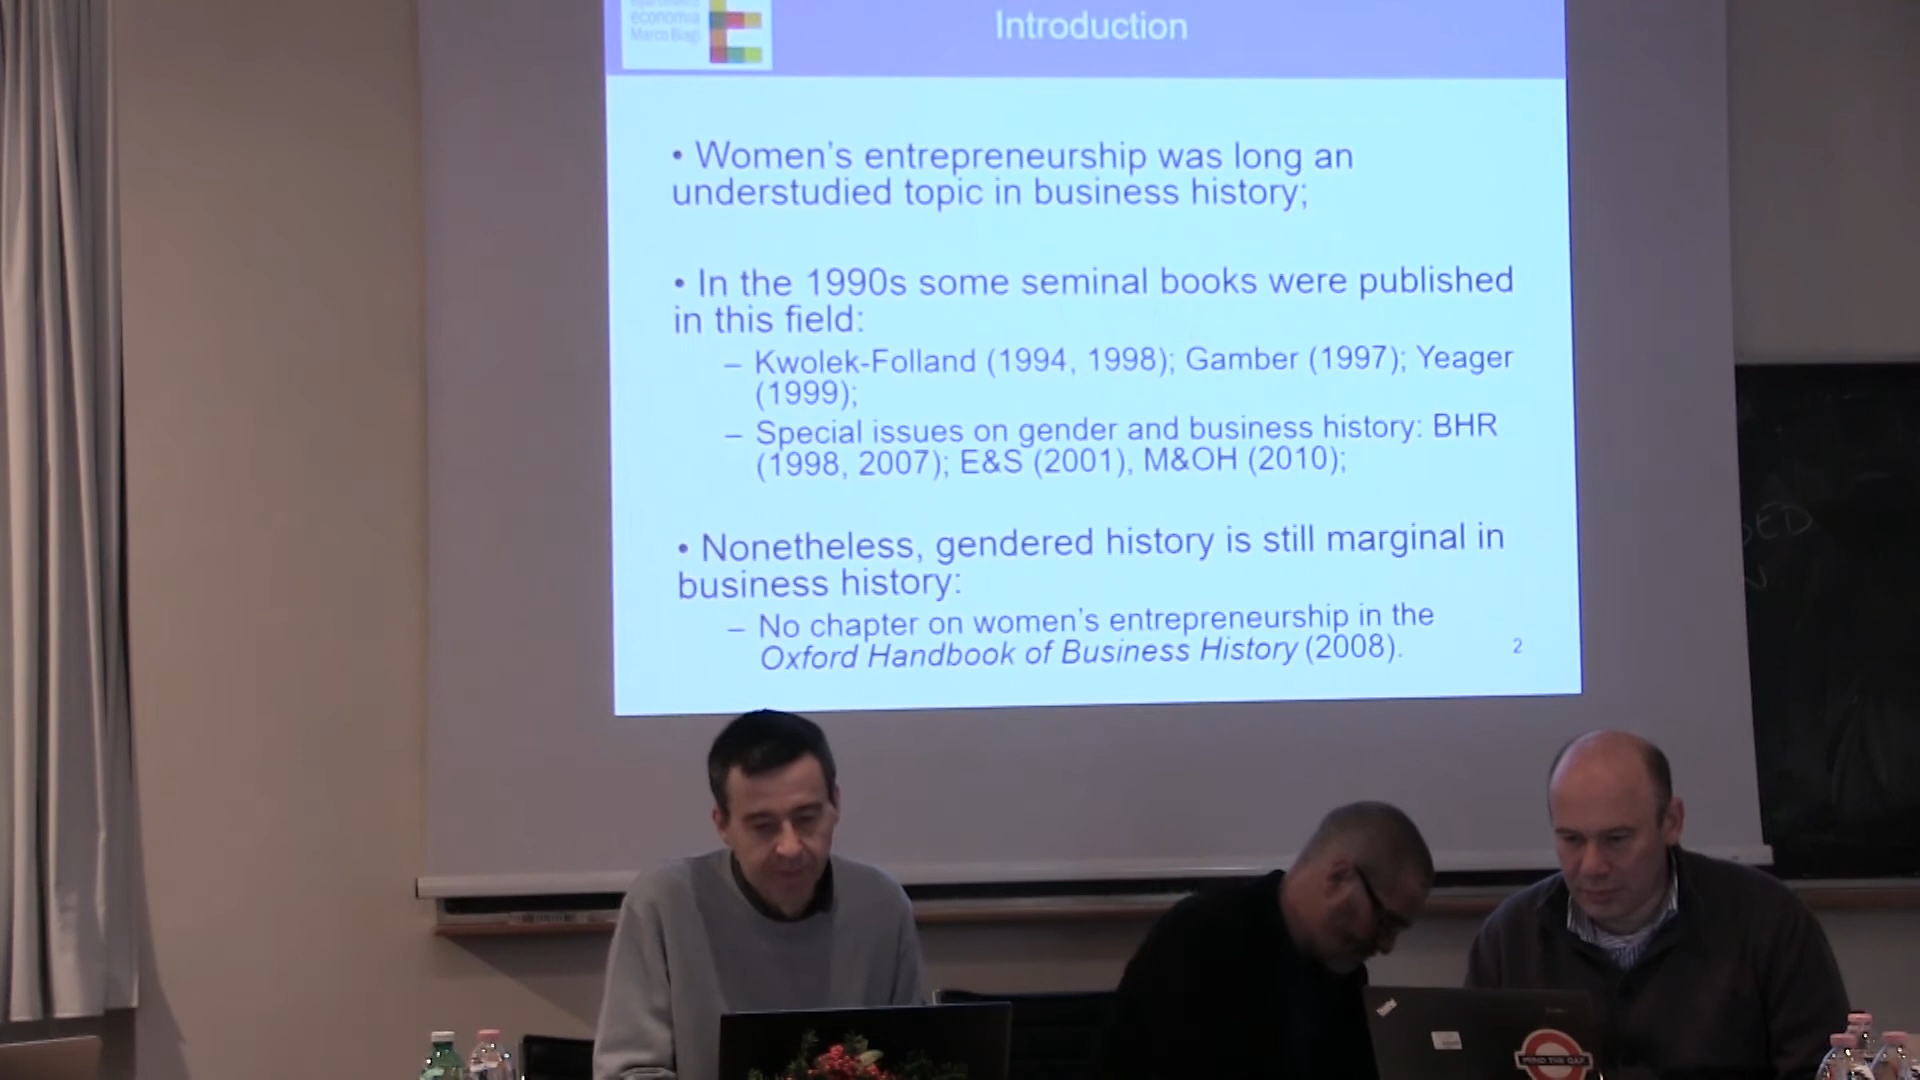 economia
Marco Biagi
Introduction
• Women's entrepreneurship was long an
understudied topic in business history;
• In the 1990s some seminal books were published
in this field:
– Kwolek-Folland (1994, 1998); Gamber (1997); Yeager
(1999);
– Special issues on gender and business history: BHR
(1998, 2007); E&S (2001), M&OH (2010);
• Nonetheless, gendered history is still marginal in
business history:
– No chapter on women's entrepreneurship in the
Oxford Handbook of Business History (2008).
2
MIND THE GAP